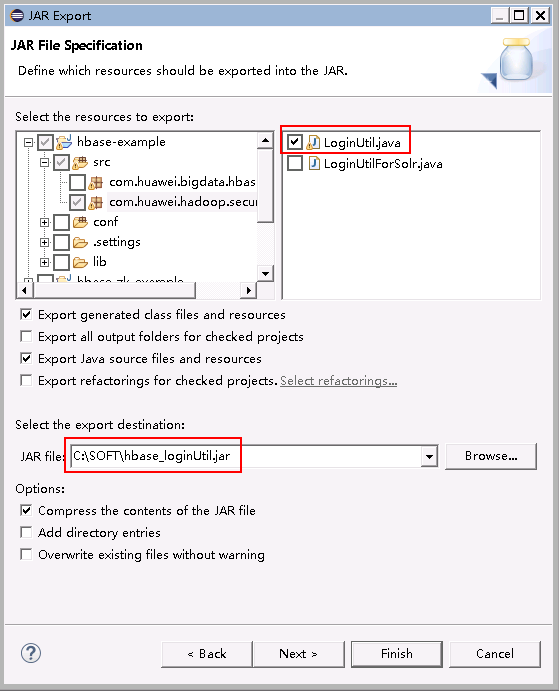 JAR Export
JAR File Specification
Define which resources should be exported into the JAR.
Select the resources to export:
hbase-example
src
com.huawei.bigdata.hbas
com.huawei.hadoop.secu
conf
.settings
lib
hbase-zk-example
LoginUtil.java
LoginUtilForSolr.java
Export generated class files and resources
Export all output folders for checked projects
Export Java source files and resources
Export refactorings for checked projects. Select refactorings...
Select the export destination:
JAR file: C:\SOFT\hbase_loginUtil.jar Browse...
Options:
Compress the contents of the JAR file
Add directory entries
Overwrite existing files without warning
? < Back Next > Finish Cancel